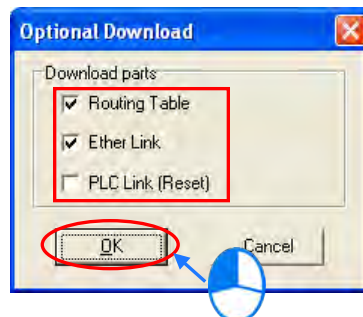 Optional Download
Download parts
Routing Table
Ether Link
PLC Link (Reset)
OK
Cancel